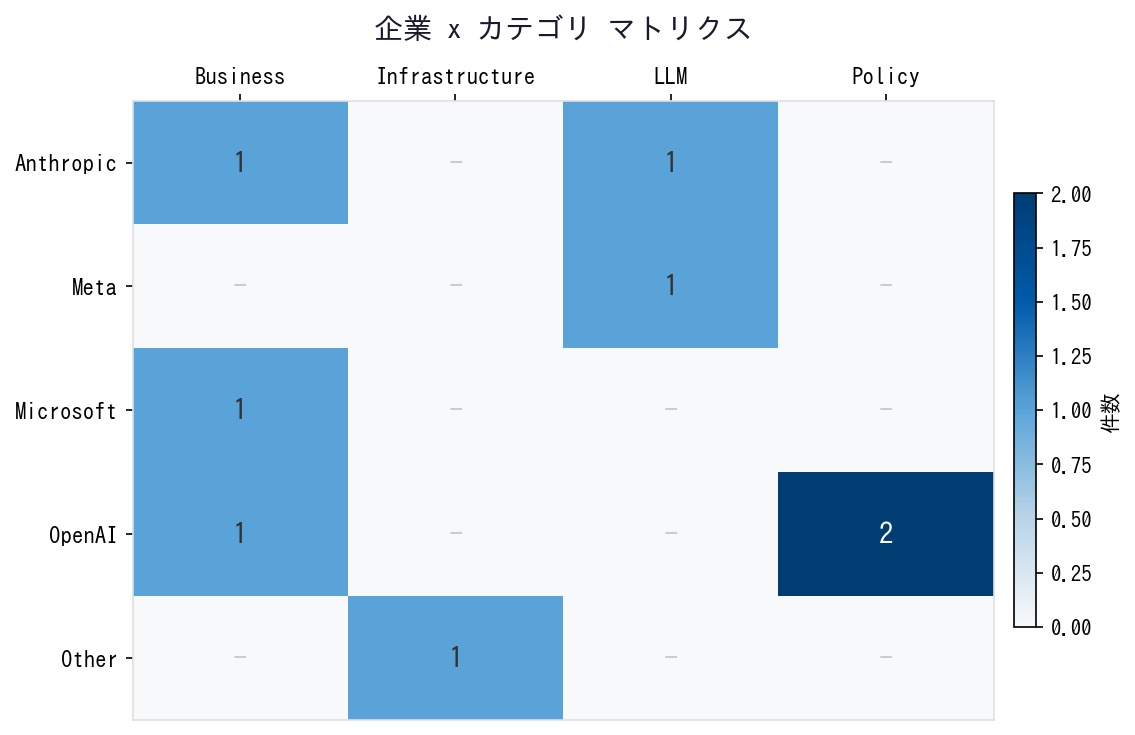 企業 x カテゴリ マトリクス
Business Infrastructure LLM Policy
Anthropic 1 — 1 —
Meta — — 1 —
Microsoft 1 — — —
OpenAI 1 — — 2
Other — 1 — —
2.00
1.75
1.50
1.25
1.00
0.75
0.50
0.25
0.00
件数